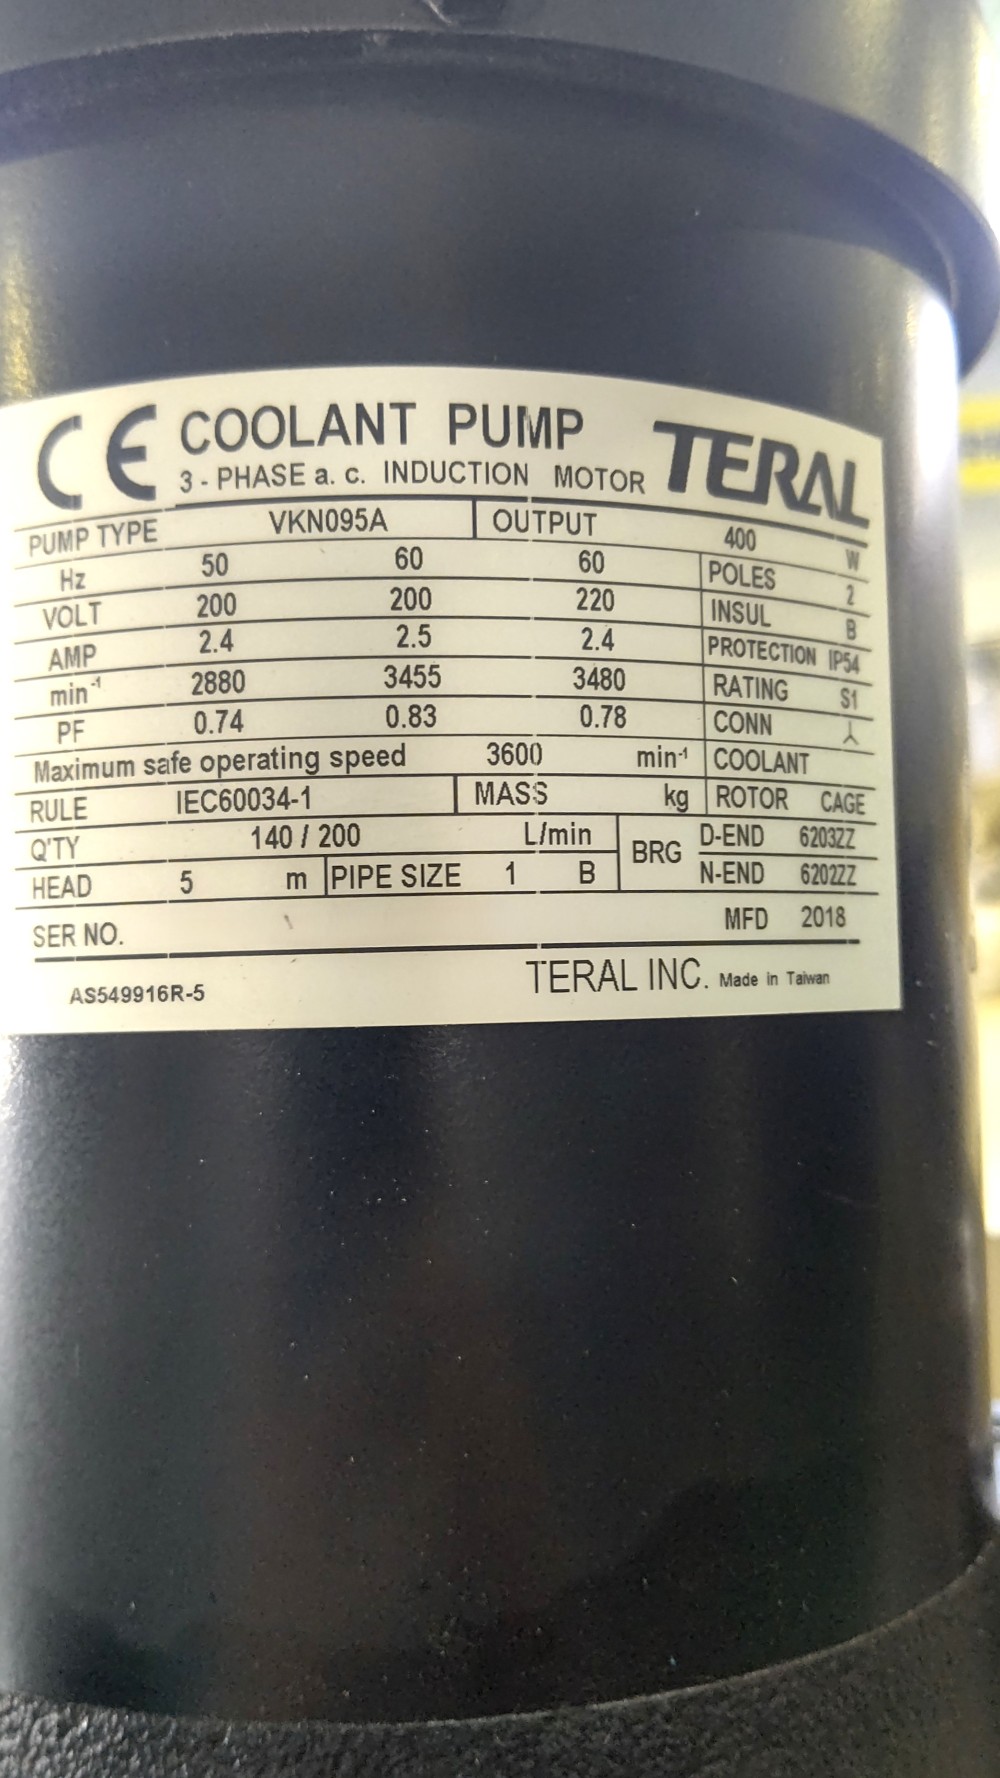 CE COOLANT PUMP TERAL
3 - PHASE a. c. INDUCTION MOTOR
PUMP TYPE VKN095A OUTPUT 400 W
Hz 50 60 60 POLES 2
VOLT 200 200 220 INSUL B
AMP 2.4 2.5 2.4 PROTECTION IP54
min⁻¹ 2880 3455 3480 RATING S1
PF 0.74 0.83 0.78 CONN 人
Maximum safe operating speed 3600 min⁻¹ COOLANT
RULE IEC60034-1 MASS kg ROTOR CAGE
Q'TY 140 / 200 L/min BRG D-END 6203ZZ
HEAD 5 m PIPE SIZE 1 B N-END 6202ZZ
SER NO. MFD 2018
AS549916R-5 TERAL INC. Made in Taiwan